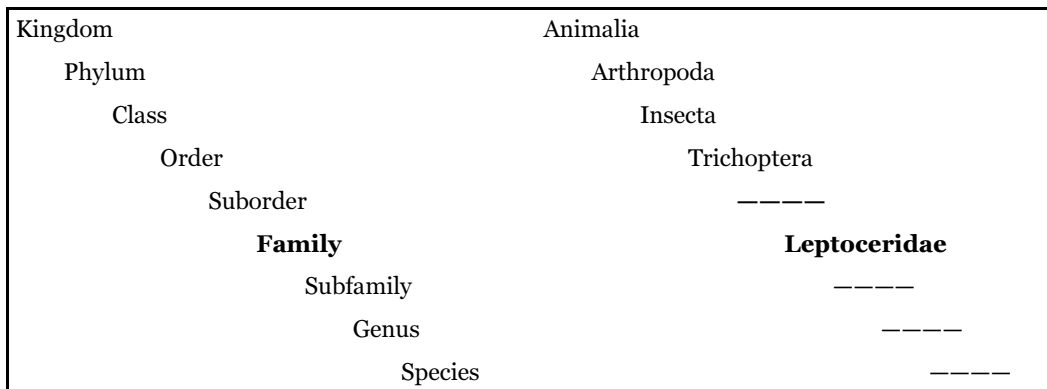 Kingdom Animalia
Phylum Arthropoda
Class Insecta
Order Trichoptera
Suborder ————
Family Leptoceridae
Subfamily ————
Genus ————
Species ————